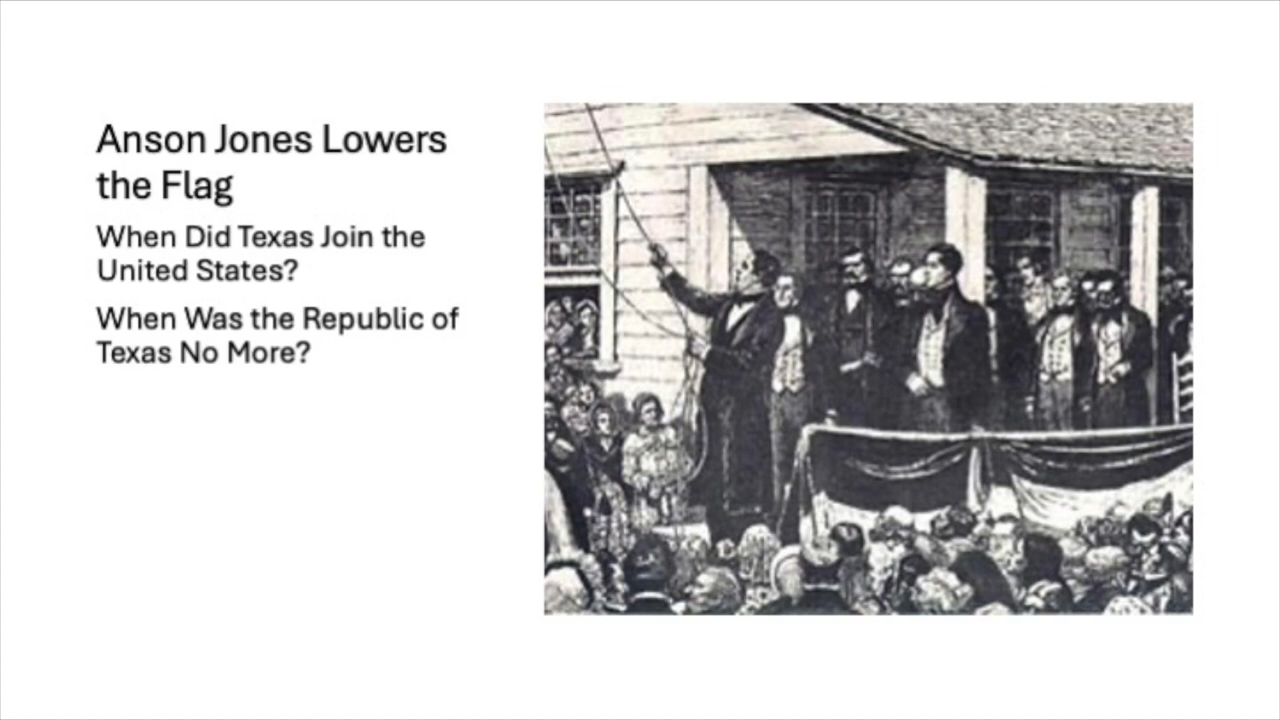 Anson Jones Lowers
the Flag
When Did Texas Join the
United States?
When Was the Republic of
Texas No More?